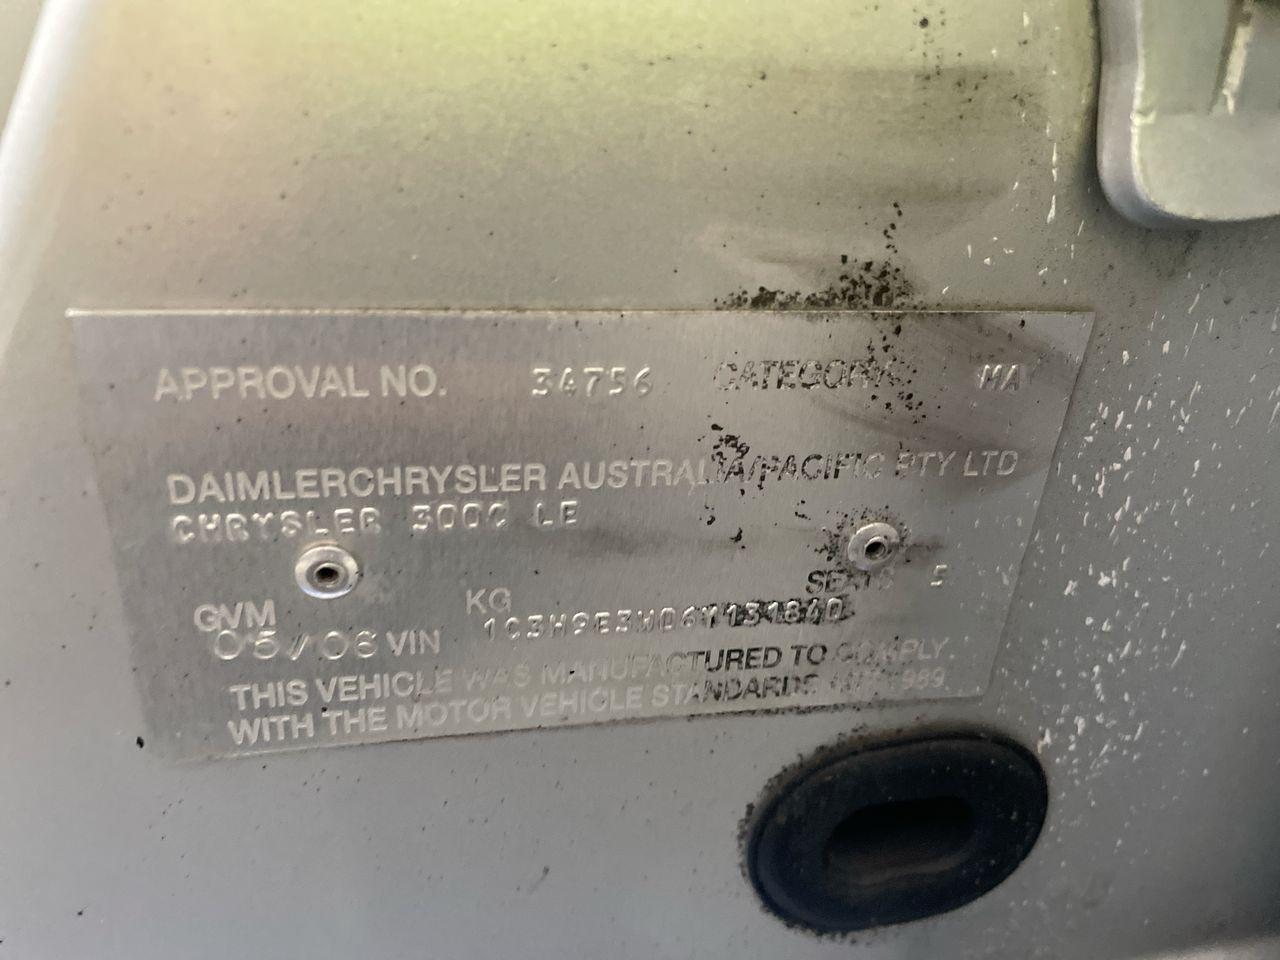 APPROVAL NO. 34756 CATEGORY MA
DAIMLERCHRYSLER AUSTRALIA/PACIFIC PTY LTD
CHRYSLER 300C LE
SEATS 5
GVM KG
05/06 VIN 1C3H9E3W06Y131840
THIS VEHICLE WAS MANUFACTURED TO COMPLY
WITH THE MOTOR VEHICLE STANDARDS ACT 1989